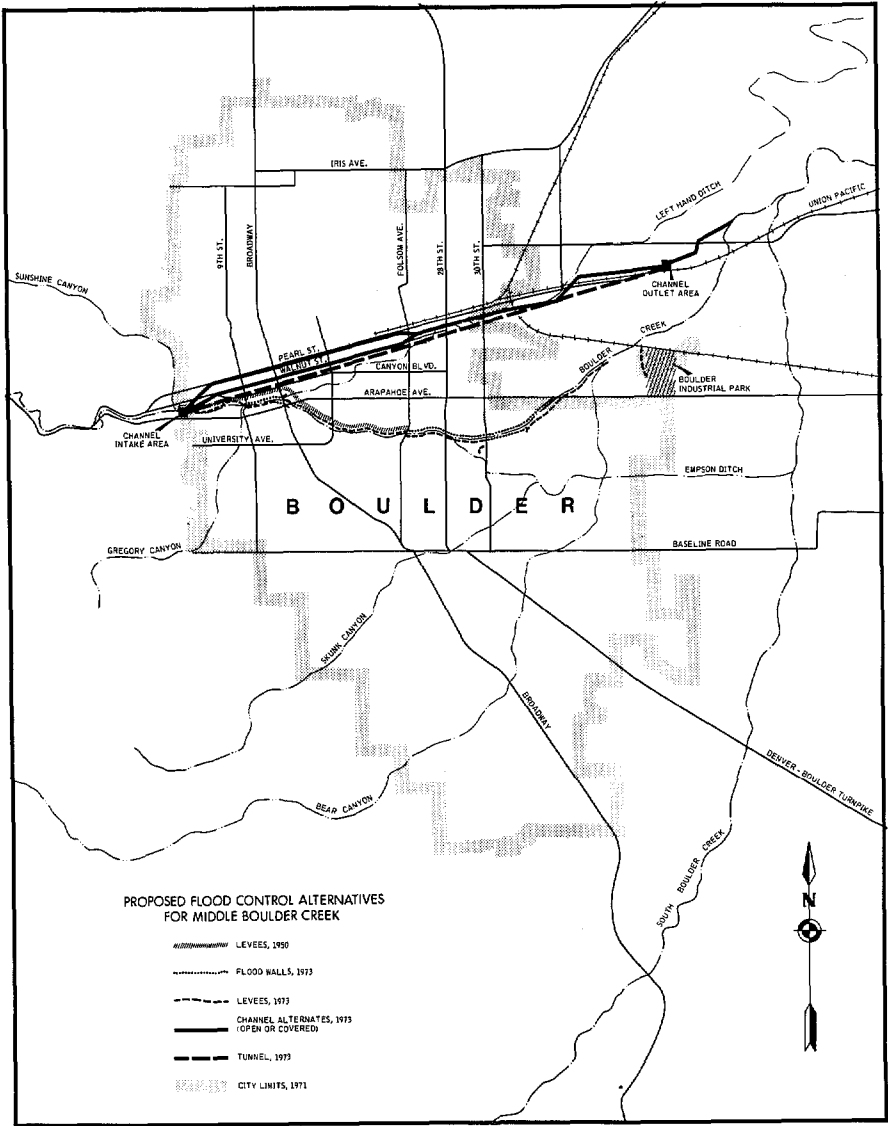 IRIS AVE.
LEFT HAND DITCH
UNION PACIFIC
9TH ST.
BROADWAY
FOLSOM AVE.
28TH ST.
30TH ST.
SUNSHINE CANYON
CHANNEL
OUTLET AREA
PEARL ST.
WALNUT ST.
CANYON BLVD.
BOULDER CREEK
ARAPAHOE AVE.
BOULDER
INDUSTRIAL PARK
CHANNEL
INTAKE AREA
UNIVERSITY AVE.
EMPSON DITCH
BOULDER
GREGORY CANYON
BASELINE ROAD
SKUNK CANYON
BROADWAY
DENVER-BOULDER TURNPIKE
BEAR CANYON
SOUTH BOULDER CREEK
N
PROPOSED FLOOD CONTROL ALTERNATIVES
FOR MIDDLE BOULDER CREEK
LEVEES, 1950
FLOOD WALLS, 1973
LEVEES, 1973
CHANNEL ALTERNATES, 1973
(OPEN OR COVERED)
TUNNEL, 1973
CITY LIMITS, 1971